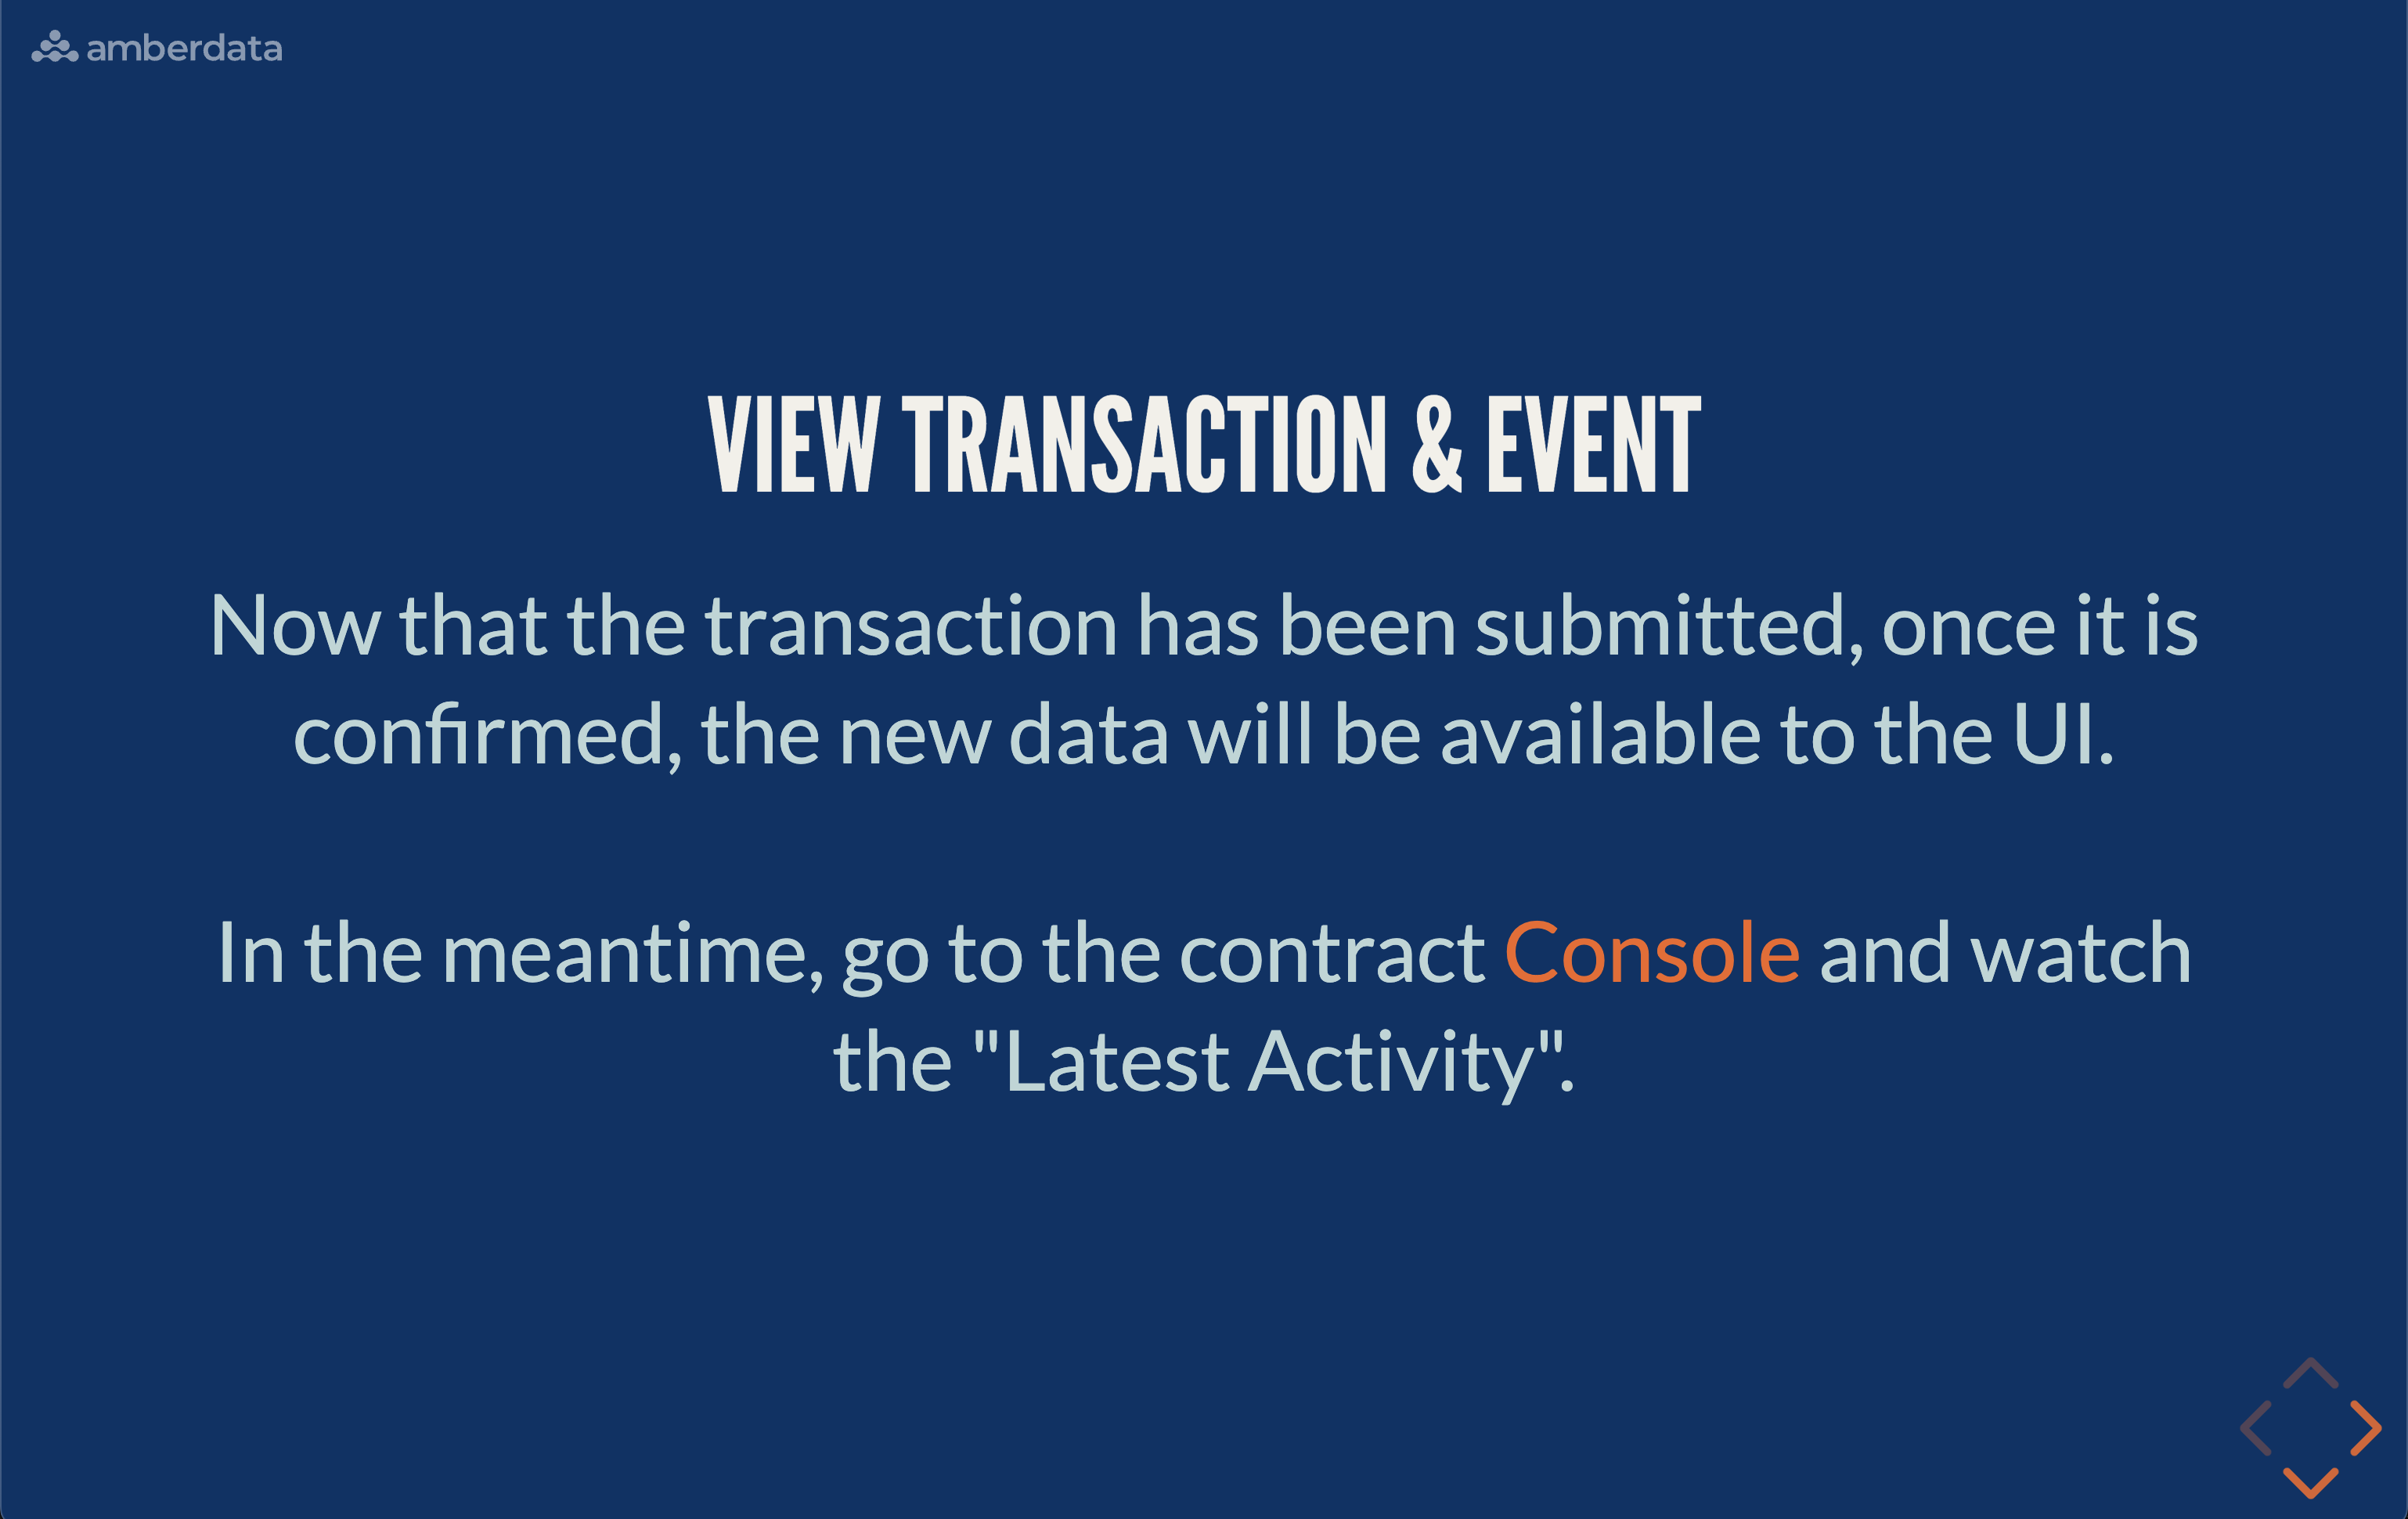 amberdata
VIEW TRANSACTION & EVENT
Now that the transaction has been submitted, once it is
confirmed, the new data will be available to the UI.
In the meantime, go to the contract Console and watch
the "Latest Activity".